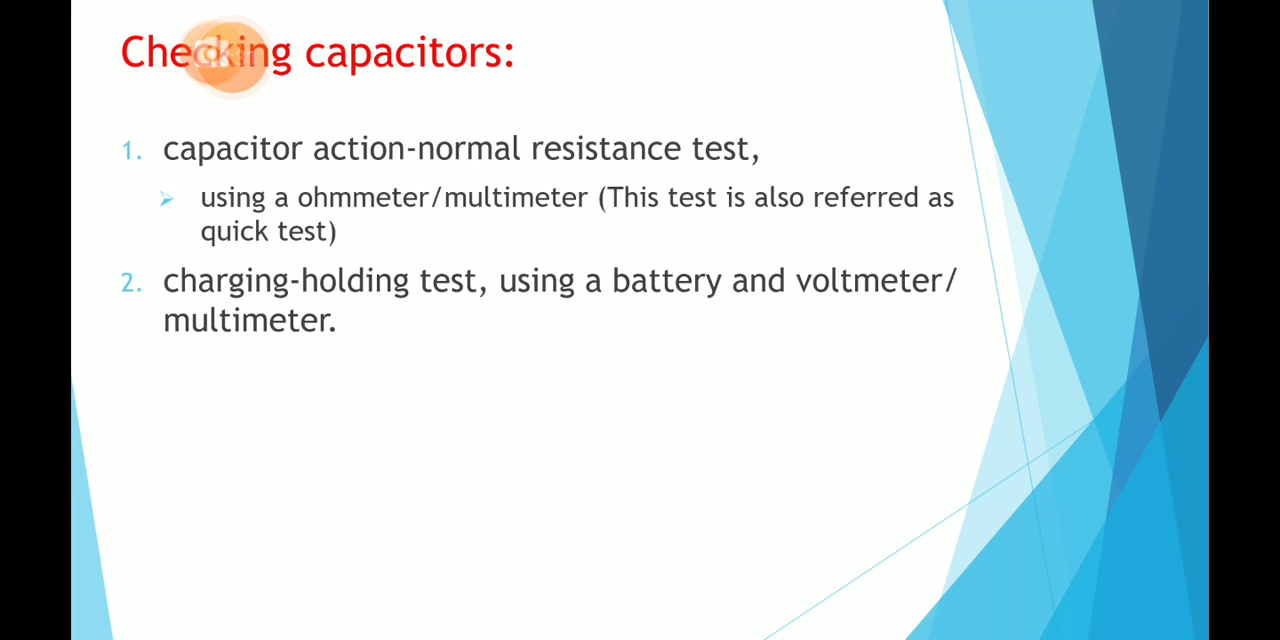 Checking capacitors:
1. capacitor action-normal resistance test,
➢ using a ohmmeter/multimeter (This test is also referred as
quick test)
2. charging-holding test, using a battery and voltmeter/
multimeter.